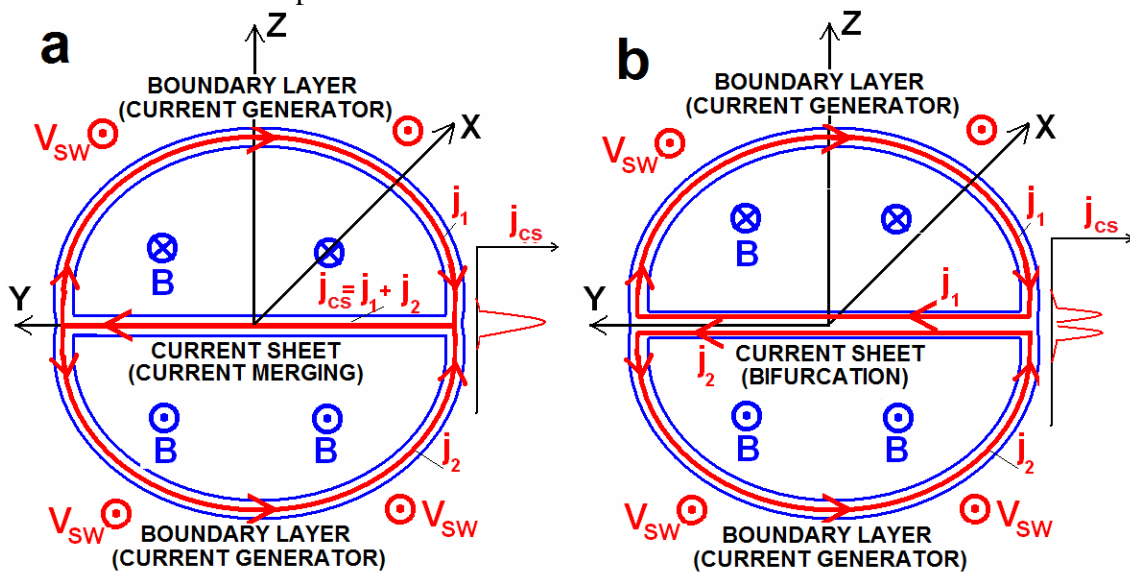 a
Z
BOUNDARY LAYER
(CURRENT GENERATOR)
VSW
X
j1
jcs
B
jcs= j1 + j2
Y
CURRENT SHEET
(CURRENT MERGING)
B
B
j2
VSW
VSW
BOUNDARY LAYER
(CURRENT GENERATOR)
b
Z
BOUNDARY LAYER
(CURRENT GENERATOR)
VSW
X
j1
jcs
B
B
j1
Y
j2
CURRENT SHEET
(BIFURCATION)
B
B
j2
VSW
VSW
BOUNDARY LAYER
(CURRENT GENERATOR)